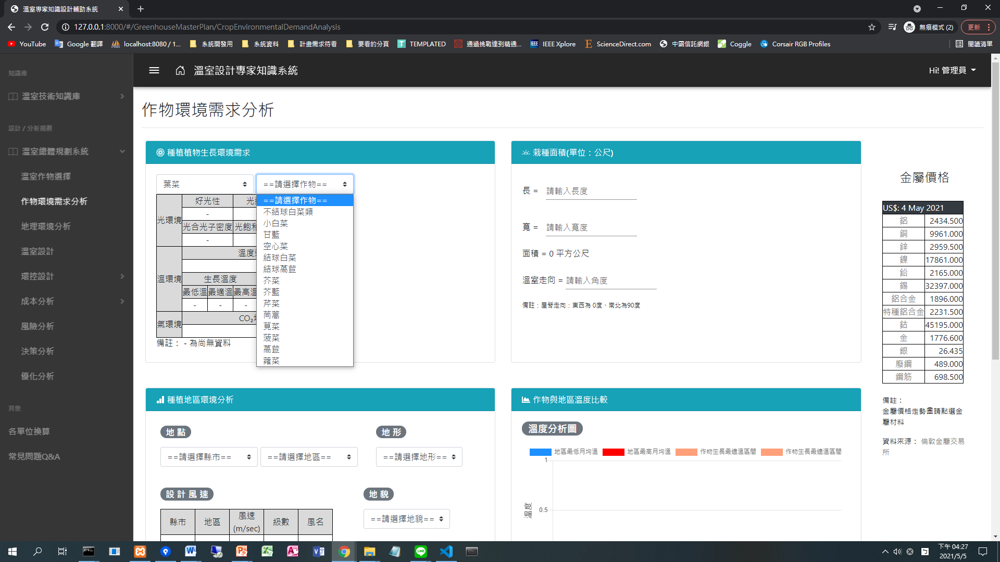 溫室專家知識設計輔助系統
127.0.0.1:8000/#/GreenhouseMasterPlan/CropEnvironmentalDemandAnalysis
無痕模式 (2)
更新
YouTube
Google 翻譯
localhost:8080 / 1...
系統開發用
系統資料
計畫需求待看
要看的分頁
TEMPLATED
通過挑戰達到精通...
IEEE Xplore
ScienceDirect.com
中國信託網銀
Coggle
Corsair RGB Profiles
閱讀清單
知識庫
溫室技術知識庫
設計 / 分析規劃
溫室總體規劃系統
溫室作物選擇
作物環境需求分析
地理環境分析
溫室設計
環控設計
成本分析
風險分析
決策分析
優化分析
其他
各單位換算
常見問題Q&A
溫室設計專家知識系統
Hi! 管理員
作物環境需求分析
種植植物生長環境需求
葉菜
==請選擇作物==
==請選擇作物==
不結球白菜類
小白菜
甘藍
空心菜
結球白菜
結球萵苣
芥菜
芥藍
芹菜
茼蒿
莧菜
菠菜
萵苣
蕹菜
光環境
好光性
-
光合光子密度 光飽和
-
溫環境
生長溫度
最低溫 最適溫 最高溫
- - -
氣環境
CO₂
備註： - 為尚無資料
栽種面積(單位：公尺)
長 = 請輸入長度
寬 = 請輸入寬度
面積 = 0 平方公尺
溫室走向 = 請輸入角度
備註：屋脊走向：東西為 0度、南北為90度
金屬價格
US$: 4 May 2021
鋁 2434.500
銅 9961.000
鋅 2959.500
鎳 17861.000
鉛 2165.000
錫 32397.000
鋁合金 1896.000
特種鋁合金 2231.500
鈷 45195.000
金 1776.600
銀 26.435
廢鋼 489.000
鋼筋 698.500
備註：
金屬價格走勢圖請點選金
屬材料
資料來源： 倫敦金屬交易
所
種植地區環境分析
地 點
==請選擇縣市==
==請選擇地區==
地 形
==請選擇地形==
設 計 風 速
縣市 地區 風速 (m/sec) 級數 風名
地 貌
==請選擇地貌==
作物與地區溫度比較
溫度分析圖
地區最低月均溫
地區最高月均溫
作物生長最適溫區間
作物生長最適溫區間
1
0.5
溫度
下午 04:27
2021/5/5